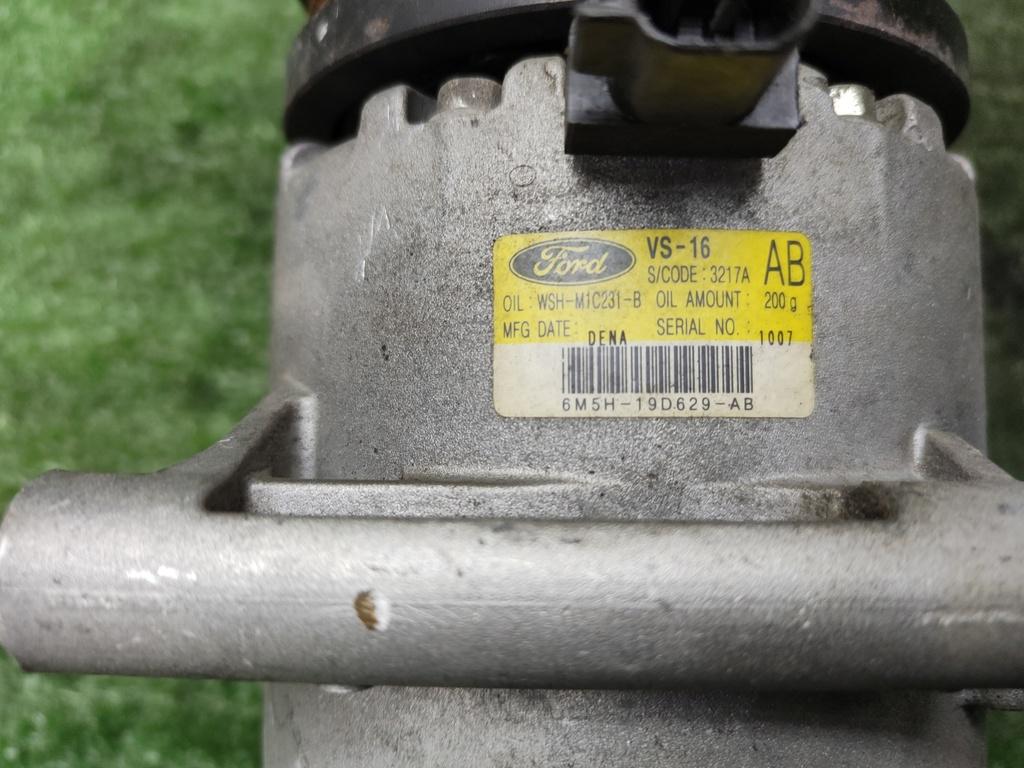 Ford VS-16 AB
S/CODE : 3217A
OIL : WSH-M1C231-B OIL AMOUNT : 200 g
MFG DATE : DENA SERIAL NO. : 1007
6M5H-19D629-AB